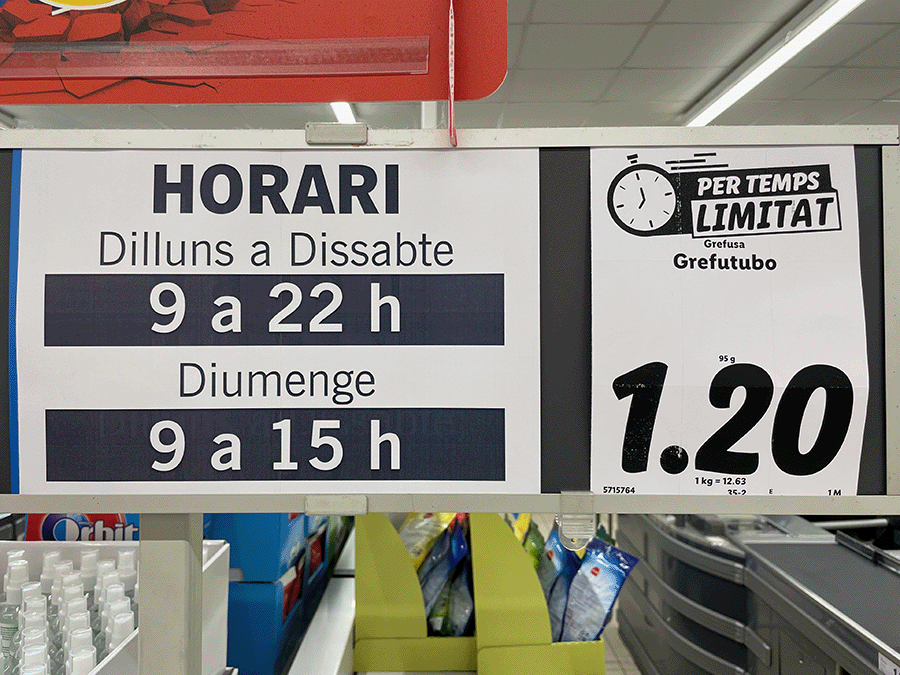 HORARI
Dilluns a Dissabte
9 a 22 h
Diumenge
9 a 15 h
PER TEMPS
LIMITAT
Grefusa
Grefutubo
95 g
1.20
1 kg = 12.63
5715764
35-2 E 1 M
Orbit